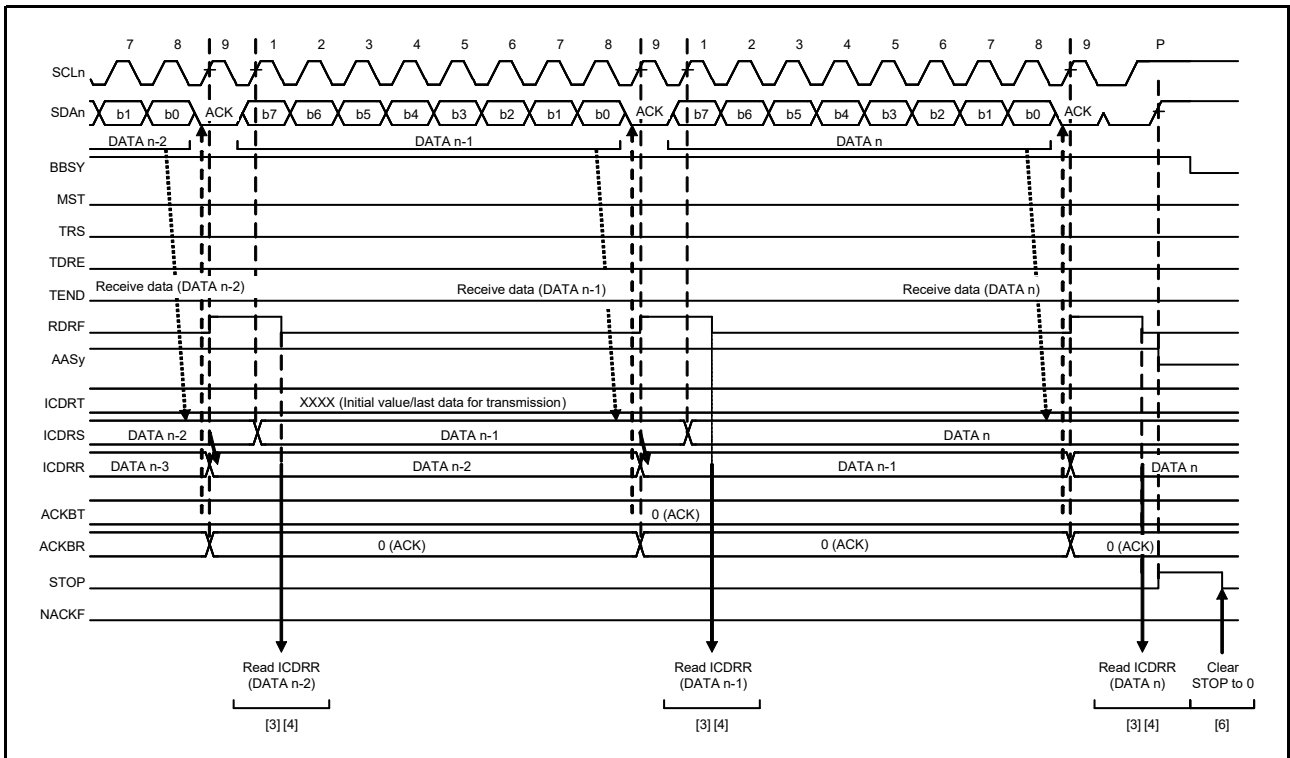 7 8 9 1 2 3 4 5 6 7 8 9 1 2 3 4 5 6 7 8 9 P
SCLn
SDAn b1 b0 ACK b7 b6 b5 b4 b3 b2 b1 b0 ACK b7 b6 b5 b4 b3 b2 b1 b0 ACK
DATA n-2 DATA n-1 DATA n
BBSY
MST
TRS
TDRE
Receive data (DATA n-2) Receive data (DATA n-1) Receive data (DATA n)
TEND
RDRF
AASy
ICDRT XXXX (Initial value/last data for transmission)
ICDRS DATA n-2 DATA n-1 DATA n
ICDRR DATA n-3 DATA n-2 DATA n-1 DATA n
ACKBT 0 (ACK)
ACKBR 0 (ACK) 0 (ACK) 0 (ACK)
STOP
NACKF
Read ICDRR Read ICDRR Read ICDRR Clear
(DATA n-2) (DATA n-1) (DATA n) STOP to 0
[3] [4] [3] [4] [3] [4] [6]